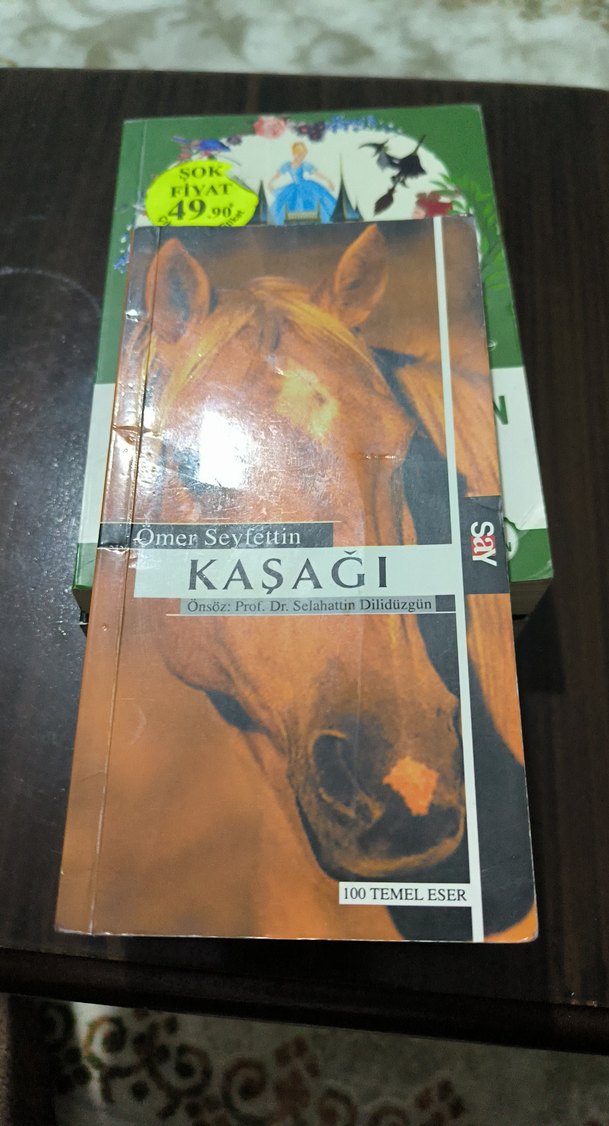 ŞOK
FİYAT
49.90₺
Ömer Seyfettin
KAŞAĞI
Önsöz: Prof. Dr. Selahattin Dilidüzgün
Say
100 TEMEL ESER
N